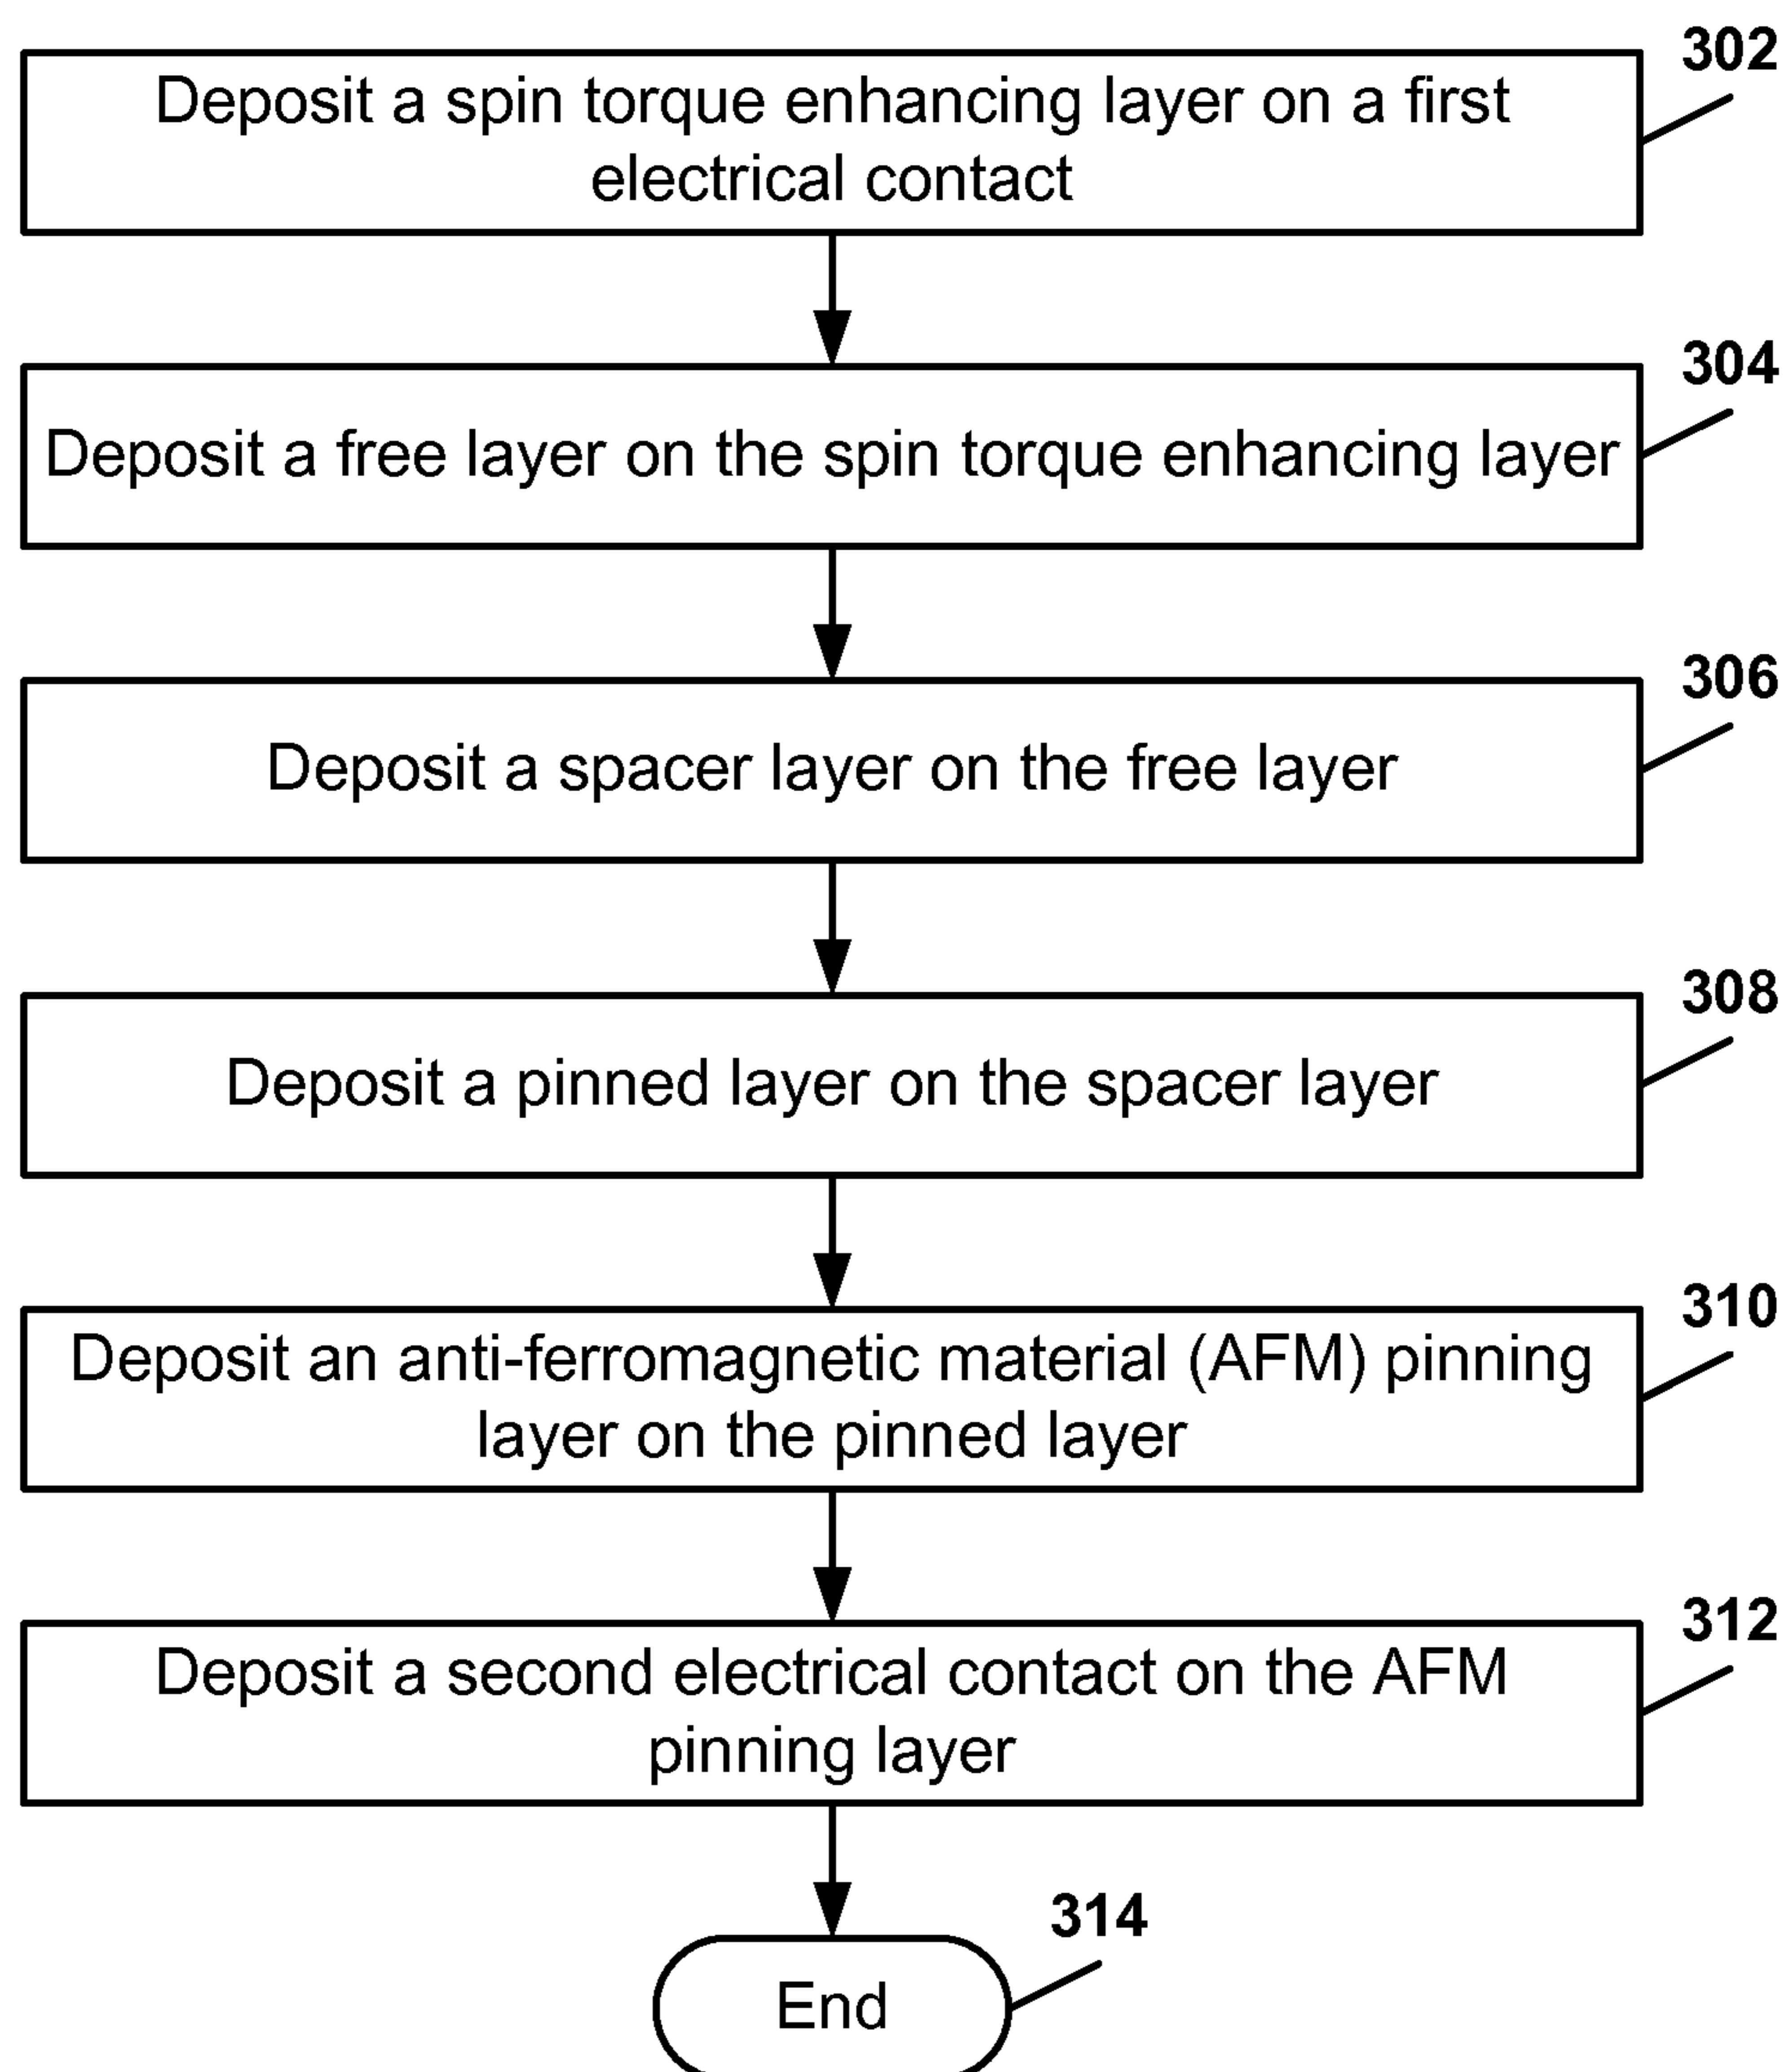 302
Deposit a spin torque enhancing layer on a first
electrical contact
304
Deposit a free layer on the spin torque enhancing layer
306
Deposit a spacer layer on the free layer
308
Deposit a pinned layer on the spacer layer
310
Deposit an anti-ferromagnetic material (AFM) pinning
layer on the pinned layer
312
Deposit a second electrical contact on the AFM
pinning layer
314
End